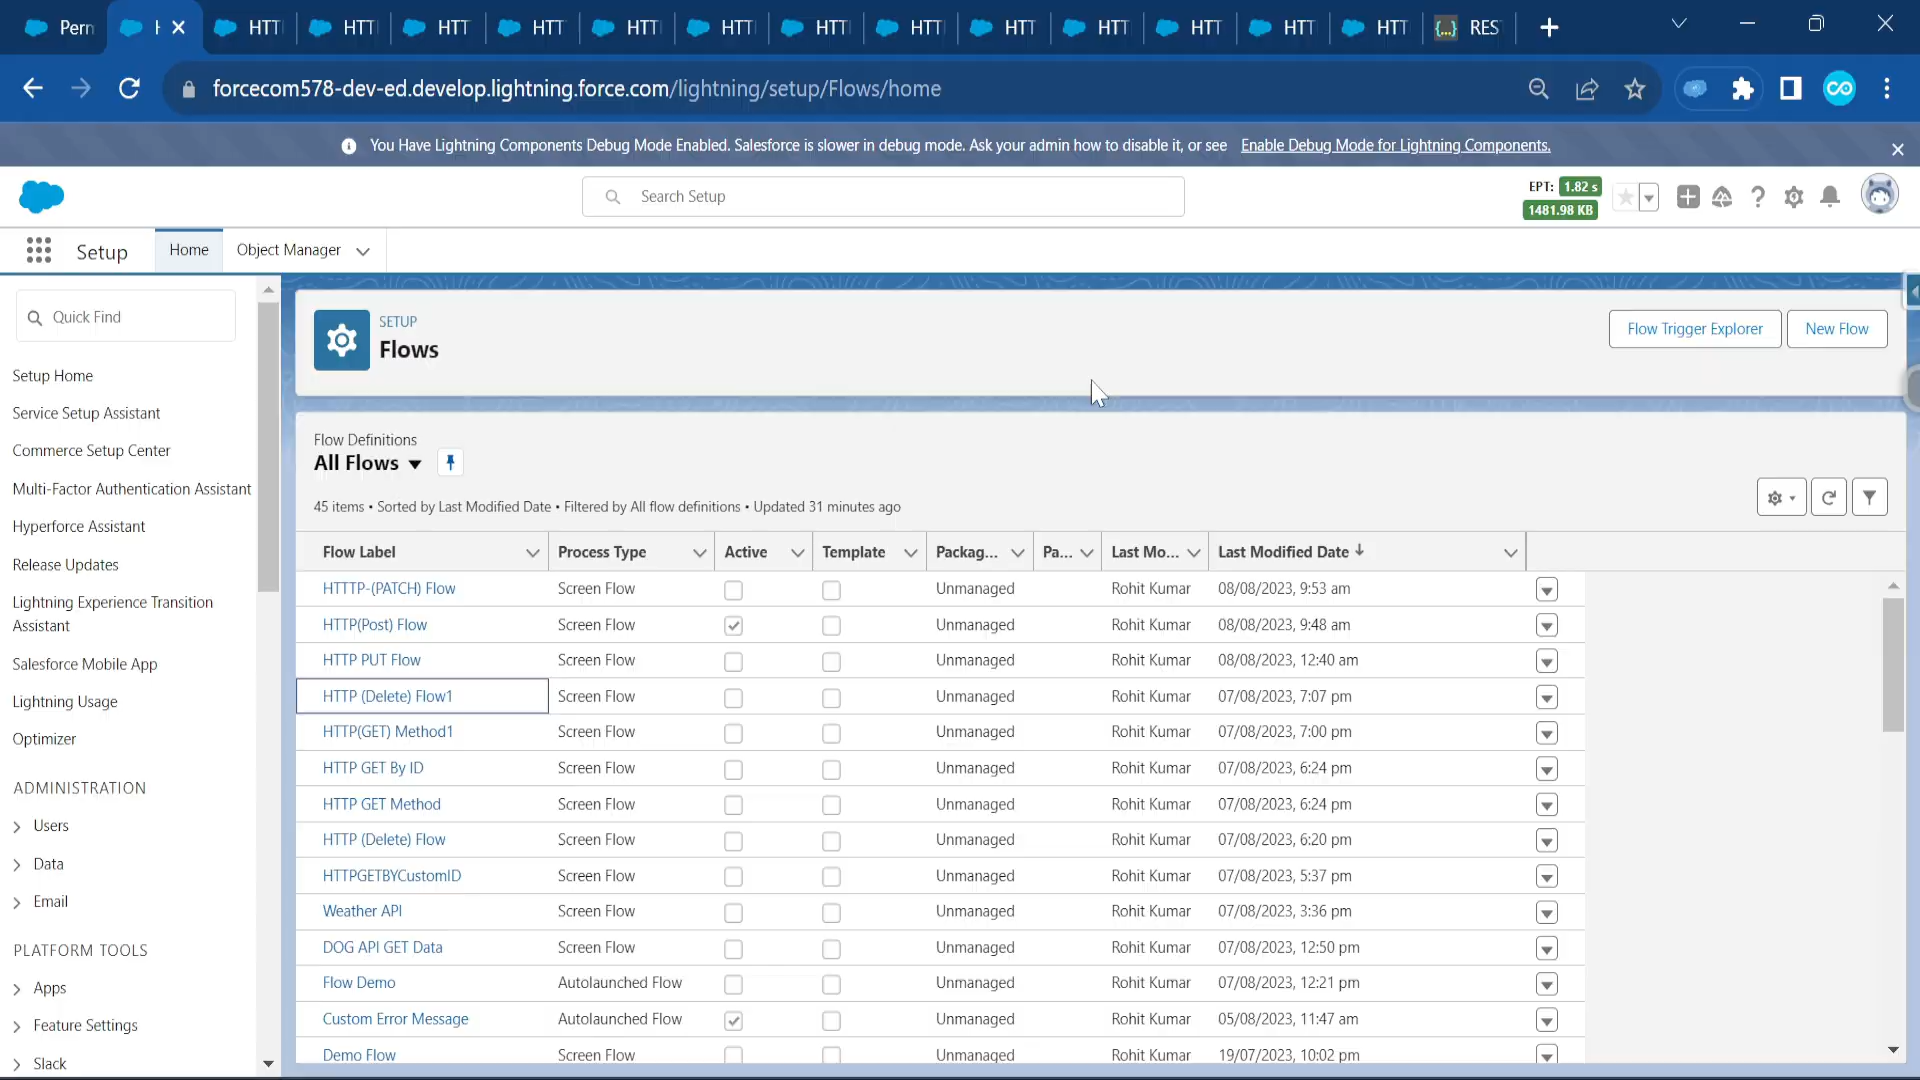 Perm
HTTI
HTTI
HTT
HTT
HTTI
HTTI
HTTI
HTTI
HTT
HTTI
HTTI
HTTI
HTT
{...}
RES
forcecom578-dev-ed.develop.lightning.force.com/lightning/setup/Flows/home
You Have Lightning Components Debug Mode Enabled. Salesforce is slower in debug mode. Ask your admin how to disable it, or see Enable Debug Mode for Lightning Components.
Search Setup
EPT: 1.82 s
1481.98 KB
Setup
Home
Object Manager
Quick Find
Setup Home
Service Setup Assistant
Commerce Setup Center
Multi-Factor Authentication Assistant
Hyperforce Assistant
Release Updates
Lightning Experience Transition
Assistant
Salesforce Mobile App
Lightning Usage
Optimizer
ADMINISTRATION
Users
Data
Email
PLATFORM TOOLS
Apps
Feature Settings
Slack
SETUP
Flows
Flow Trigger Explorer
New Flow
Flow Definitions
All Flows
45 items • Sorted by Last Modified Date • Filtered by All flow definitions • Updated 31 minutes ago
Flow Label Process Type Active Template Packag... Pa... Last Mo... Last Modified Date
HTTTP-(PATCH) Flow Screen Flow Unmanaged Rohit Kumar 08/08/2023, 9:53 am
HTTP(Post) Flow Screen Flow Unmanaged Rohit Kumar 08/08/2023, 9:48 am
HTTP PUT Flow Screen Flow Unmanaged Rohit Kumar 08/08/2023, 12:40 am
HTTP (Delete) Flow1 Screen Flow Unmanaged Rohit Kumar 07/08/2023, 7:07 pm
HTTP(GET) Method1 Screen Flow Unmanaged Rohit Kumar 07/08/2023, 7:00 pm
HTTP GET By ID Screen Flow Unmanaged Rohit Kumar 07/08/2023, 6:24 pm
HTTP GET Method Screen Flow Unmanaged Rohit Kumar 07/08/2023, 6:24 pm
HTTP (Delete) Flow Screen Flow Unmanaged Rohit Kumar 07/08/2023, 6:20 pm
HTTPGETBYCustomID Screen Flow Unmanaged Rohit Kumar 07/08/2023, 5:37 pm
Weather API Screen Flow Unmanaged Rohit Kumar 07/08/2023, 3:36 pm
DOG API GET Data Screen Flow Unmanaged Rohit Kumar 07/08/2023, 12:50 pm
Flow Demo Autolaunched Flow Unmanaged Rohit Kumar 07/08/2023, 12:21 pm
Custom Error Message Autolaunched Flow Unmanaged Rohit Kumar 05/08/2023, 11:47 am
Demo Flow Screen Flow Unmanaged Rohit Kumar 19/07/2023, 10:02 pm